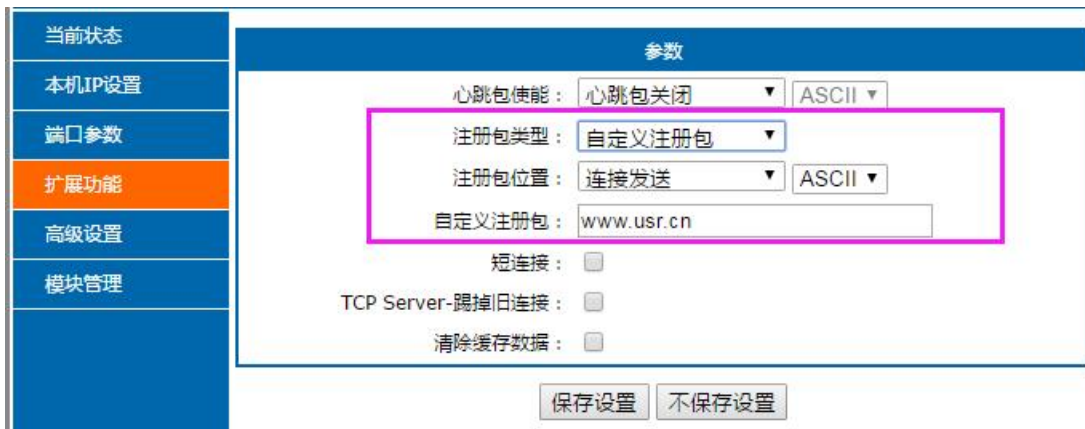 当前状态
本机IP设置
端口参数
扩展功能
高级设置
模块管理
参数
心跳包使能： 心跳包关闭 ASCII
注册包类型： 自定义注册包
注册包位置： 连接发送 ASCII
自定义注册包： www.usr.cn
短连接：
TCP Server-踢掉旧连接：
清除缓存数据：
保存设置 不保存设置